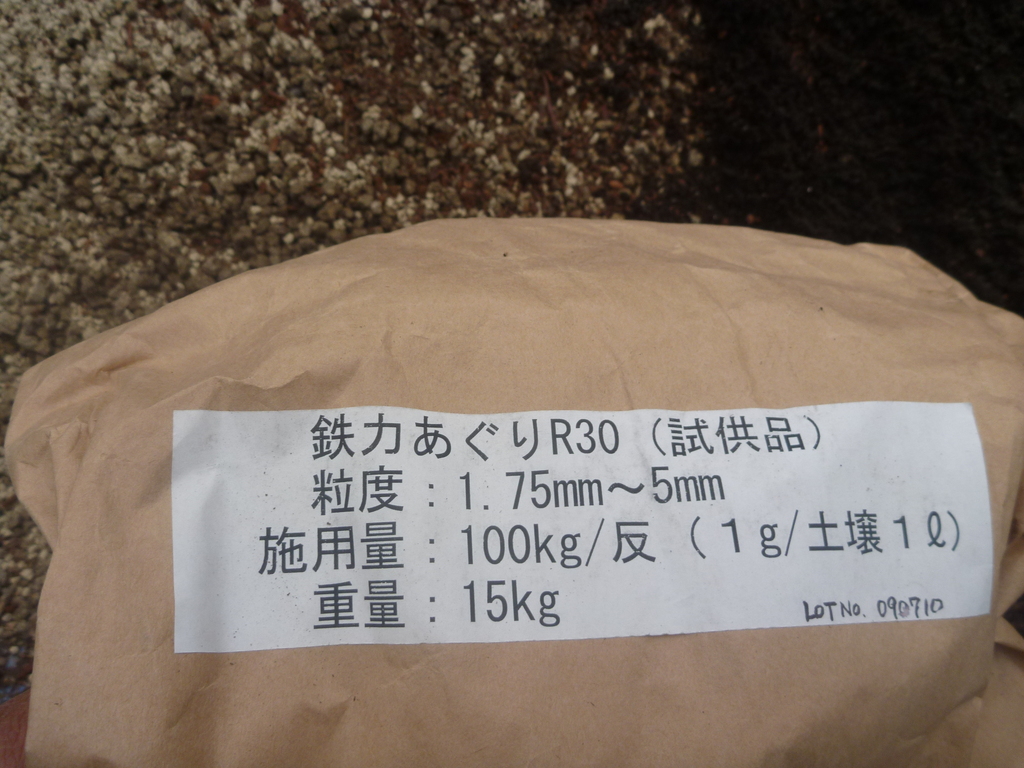 鉄力あぐりR30（試供品）
粒度：1.75mm～5mm
施用量：100kg/反（１g/土壌１ℓ）
重量：15kg
LOT NO. 090710